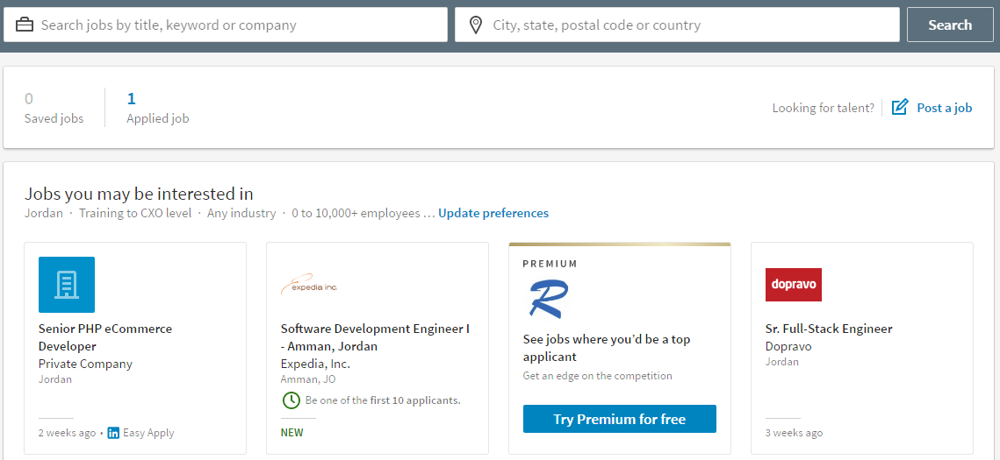 Search jobs by title, keyword or company
City, state, postal code or country
Search
0
Saved jobs
1
Applied job
Looking for talent?
Post a job
Jobs you may be interested in
Jordan · Training to CXO level · Any industry · 0 to 10,000+ employees ... Update preferences
Senior PHP eCommerce
Developer
Private Company
Jordan
2 weeks ago • in Easy Apply
expedia inc.
Software Development Engineer I
- Amman, Jordan
Expedia, Inc.
Amman, JO
Be one of the first 10 applicants.
NEW
PREMIUM
R
See jobs where you’d be a top
applicant
Get an edge on the competition
Try Premium for free
dopravo
Sr. Full-Stack Engineer
Dopravo
Jordan
3 weeks ago